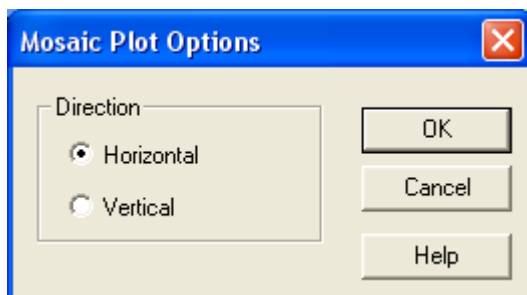 Mosaic Plot Options
Direction
Horizontal
Vertical
OK
Cancel
Help